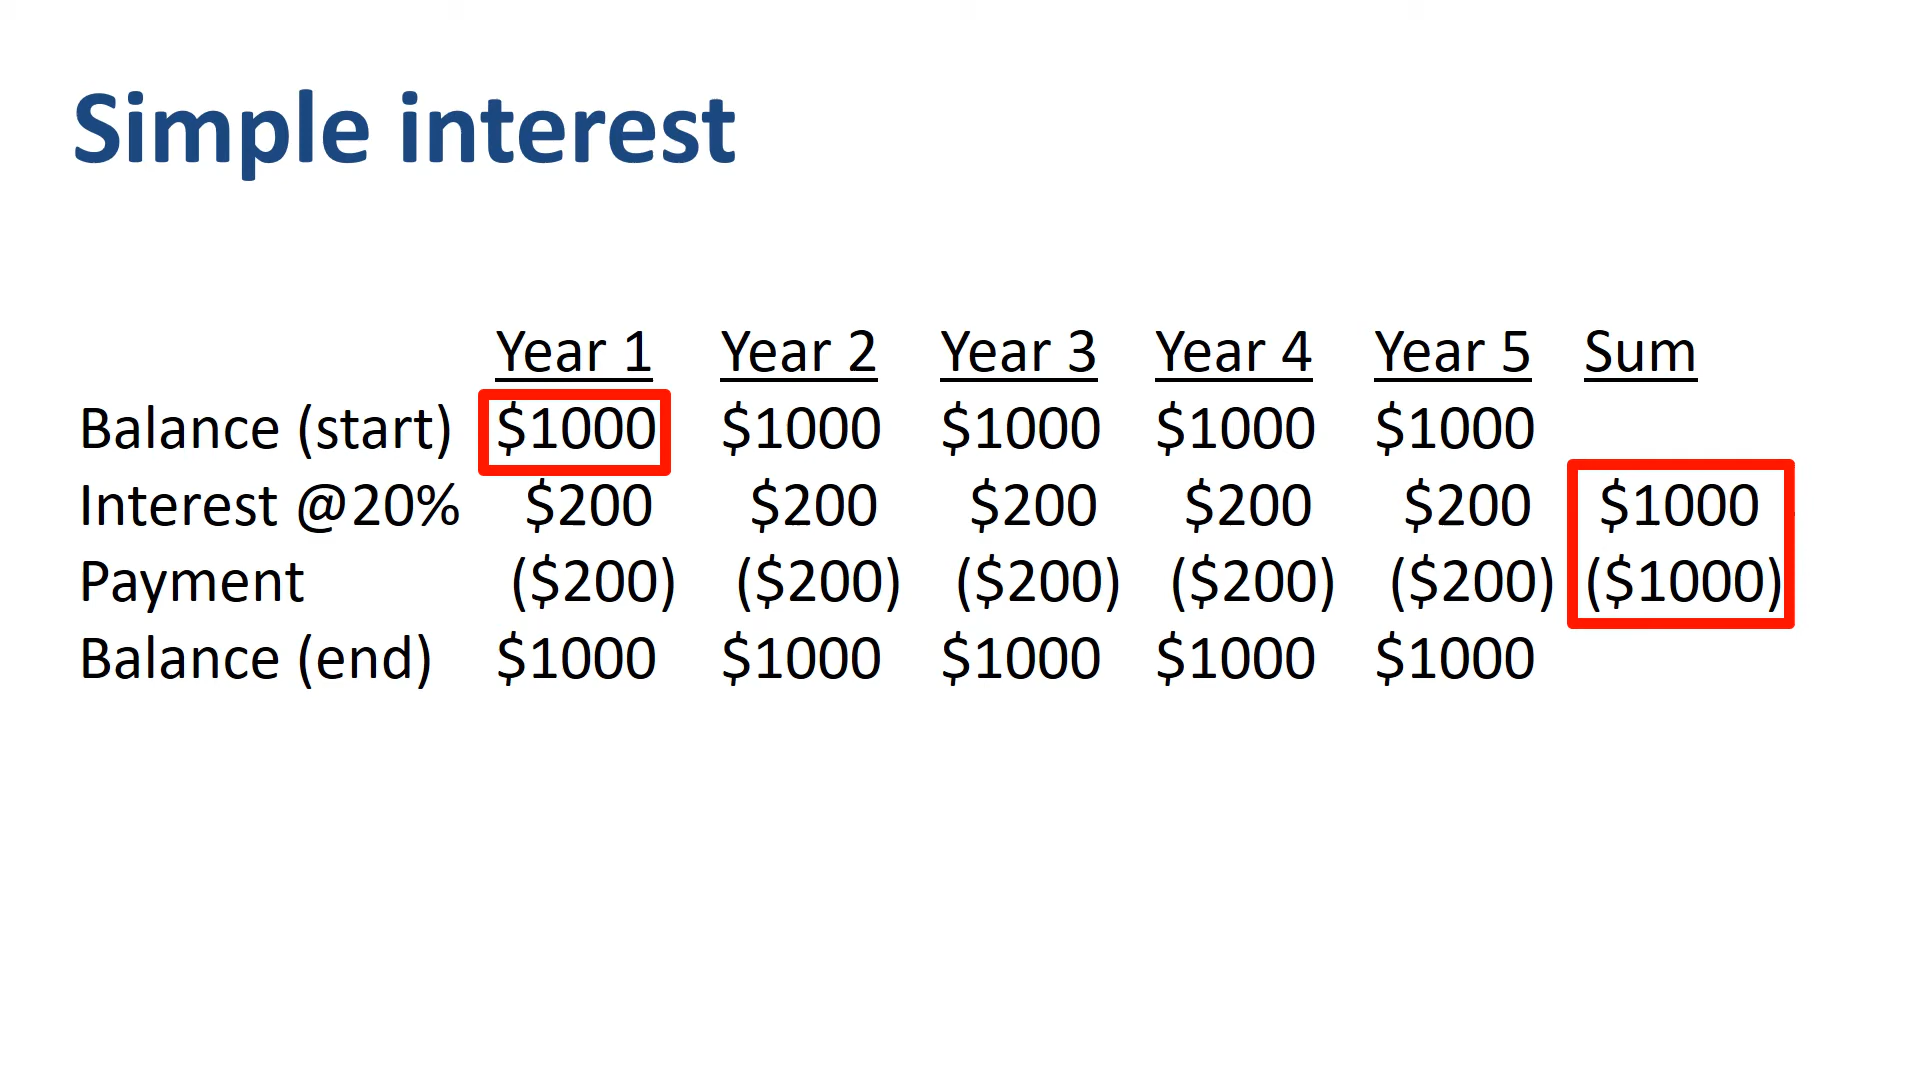 Simple interest
Year 1 Year 2 Year 3 Year 4 Year 5 Sum
Balance (start) $1000 $1000 $1000 $1000 $1000
Interest @20% $200 $200 $200 $200 $200 $1000
Payment ($200) ($200) ($200) ($200) ($200) ($1000)
Balance (end) $1000 $1000 $1000 $1000 $1000